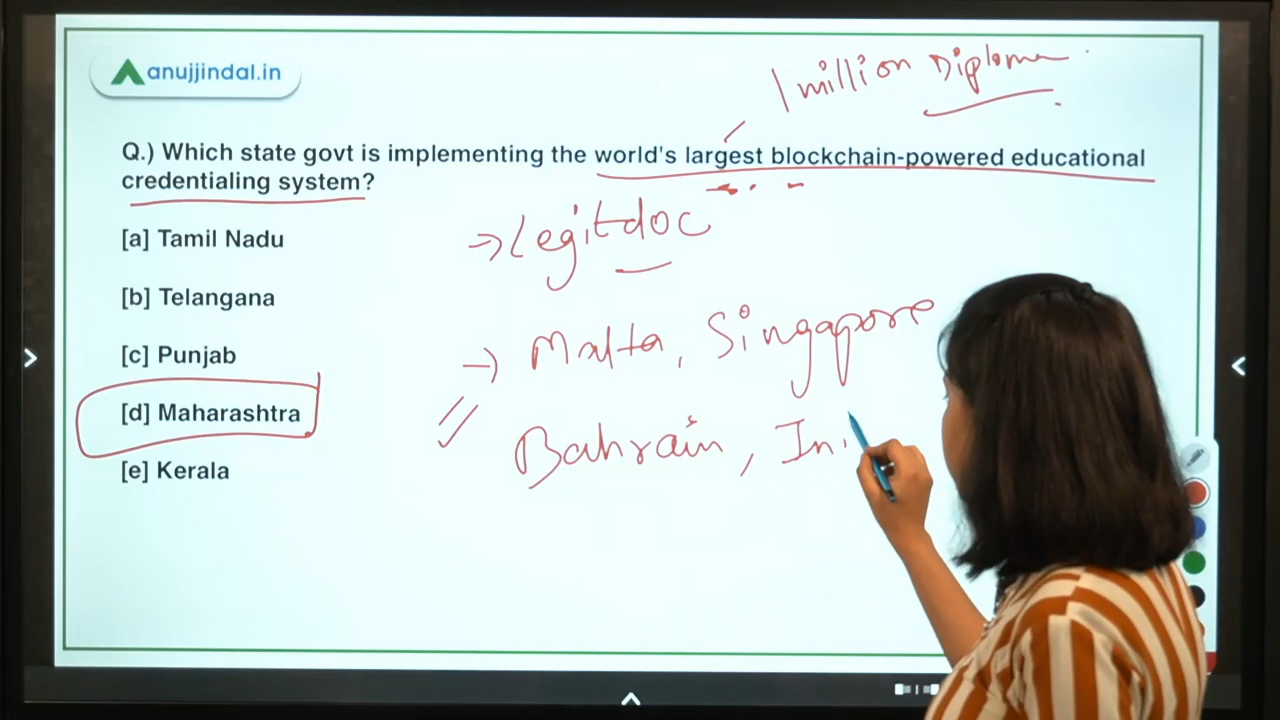 anujjindal.in
1 million Diploma
Q.) Which state govt is implementing the world's largest blockchain-powered educational
credentialing system?
[a] Tamil Nadu
→ Legitdoc
[b] Telangana
→ Malta, Singapore
[c] Punjab
[d] Maharashtra
Bahrain, In
[e] Kerala